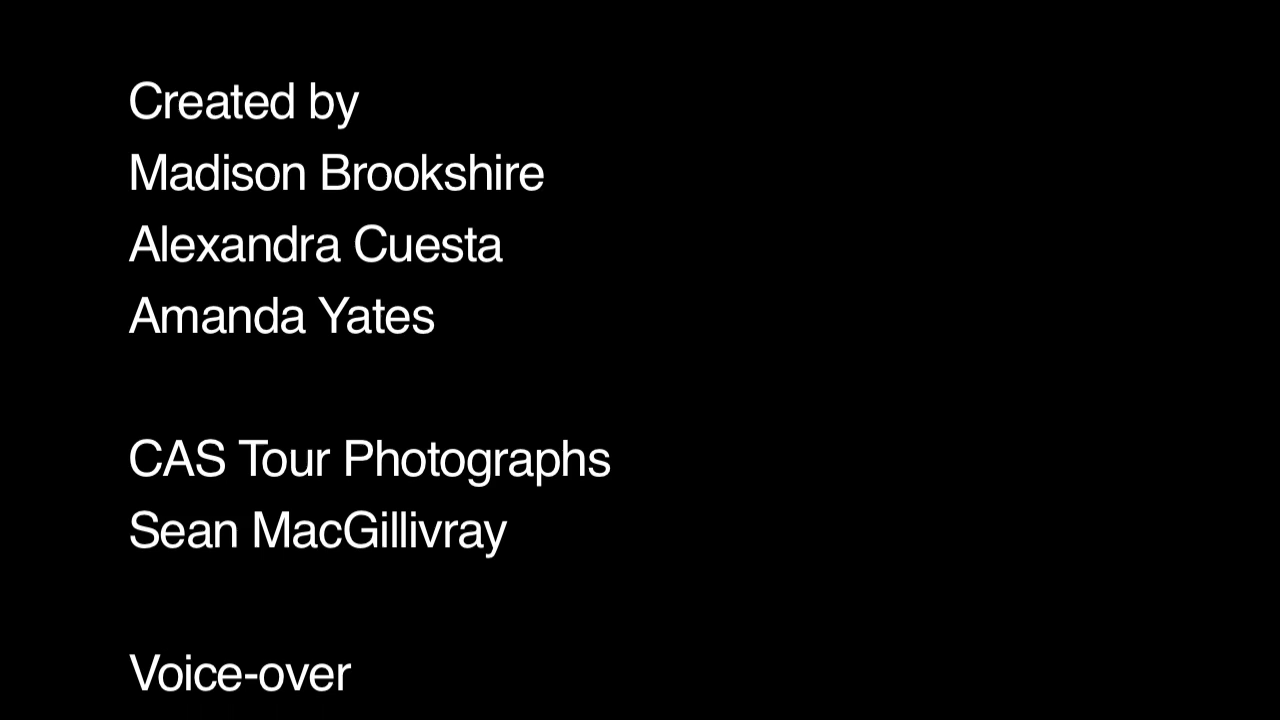 Created by
Madison Brookshire
Alexandra Cuesta
Amanda Yates
CAS Tour Photographs
Sean MacGillivray
Voice-over